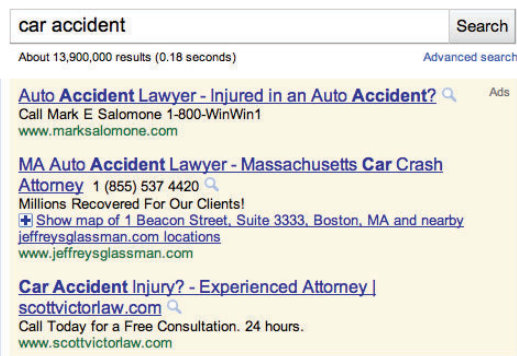 car accident Search
About 13,900,000 results (0.18 seconds) Advanced search
Auto Accident Lawyer - Injured in an Auto Accident? Ads
Call Mark E Salomone 1-800-WinWin1
www.marksalomone.com
MA Auto Accident Lawyer - Massachusetts Car Crash
Attorney 1 (855) 537 4420
Millions Recovered For Our Clients!
Show map of 1 Beacon Street, Suite 3333, Boston, MA and nearby
jeffreysglassman.com locations
www.jeffreysglassman.com
Car Accident Injury? - Experienced Attorney |
scottvictorlaw.com
Call Today for a Free Consultation. 24 hours.
www.scottvictorlaw.com